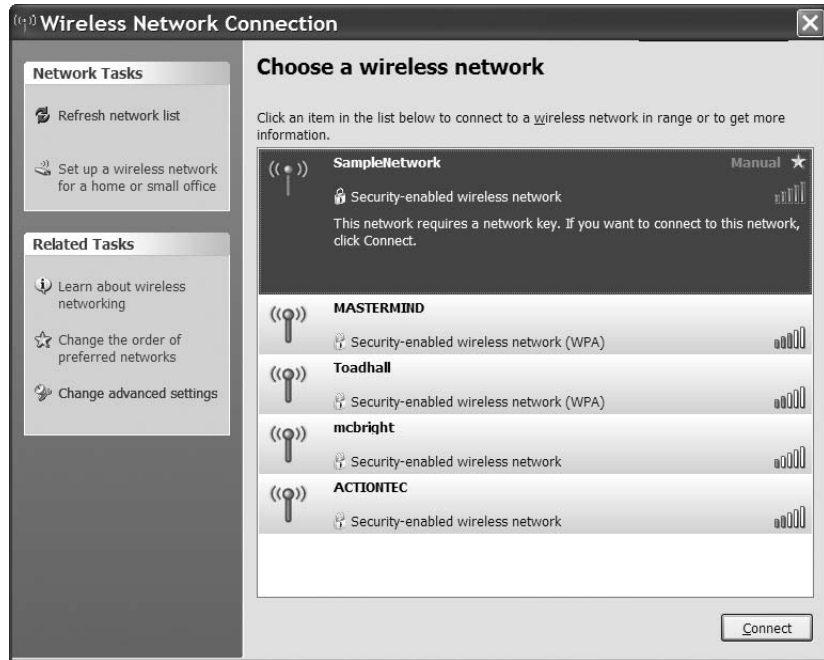 Wireless Network Connection
Network Tasks
Refresh network list
Set up a wireless network
for a home or small office
Related Tasks
Learn about wireless
networking
Change the order of
preferred networks
Change advanced settings
Choose a wireless network
Click an item in the list below to connect to a wireless network in range or to get more
information.
SampleNetwork
Manual
Security-enabled wireless network
This network requires a network key. If you want to connect to this network,
click Connect.
MASTERMIND
Security-enabled wireless network (WPA)
Toadhall
Security-enabled wireless network (WPA)
mcbright
Security-enabled wireless network
ACTIONTEC
Security-enabled wireless network
Connect